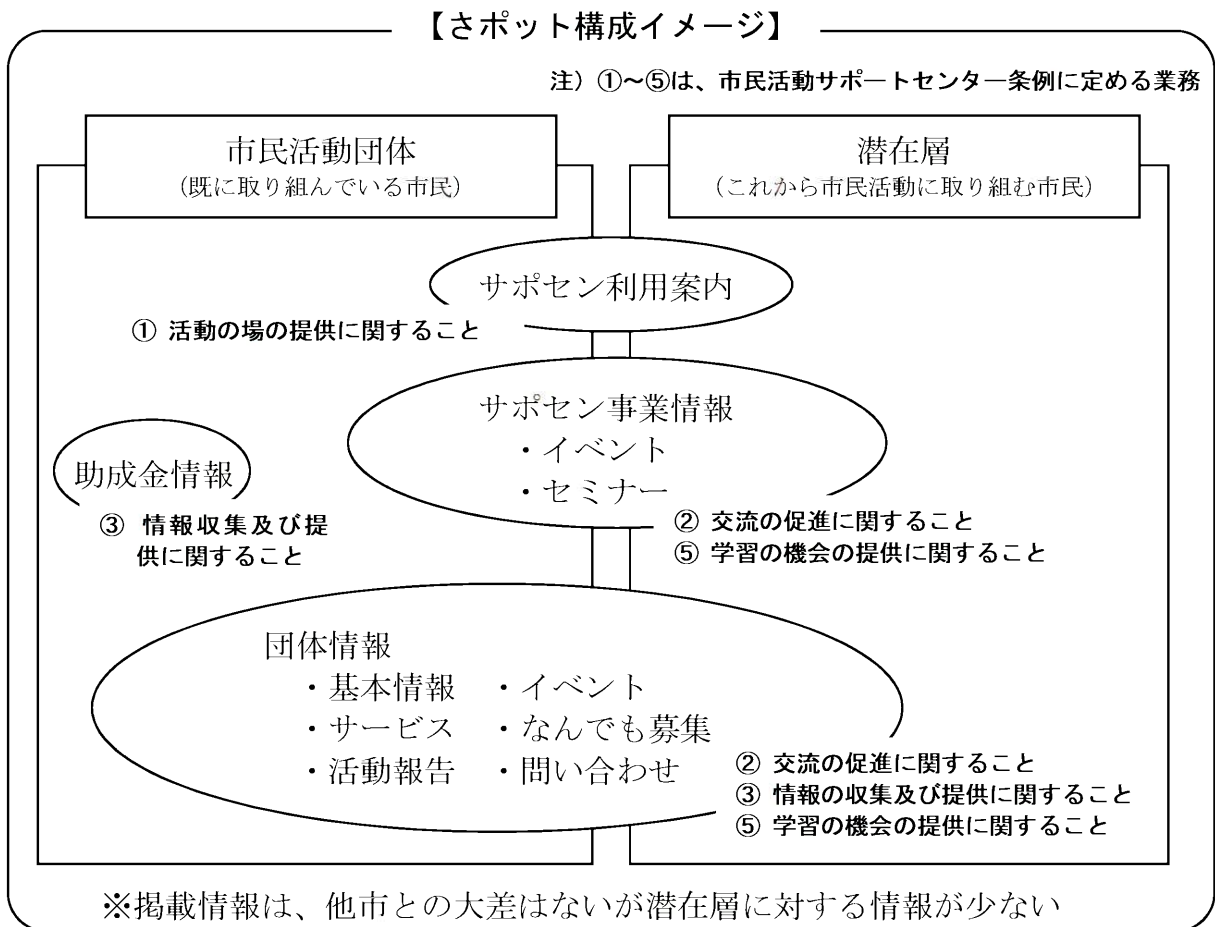 【さポット構成イメージ】
注）①～⑤は、市民活動サポートセンター条例に定める業務
市民活動団体
（既に取り組んでいる市民）
潜在層
（これから市民活動に取り組む市民）
サポセン利用案内
① 活動の場の提供に関すること
サポセン事業情報
・イベント
・セミナー
助成金情報
③ 情報収集及び提
供に関すること
② 交流の促進に関すること
⑤ 学習の機会の提供に関すること
団体情報
・基本情報 ・イベント
・サービス ・なんでも募集
・活動報告 ・問い合わせ
② 交流の促進に関すること
③ 情報の収集及び提供に関すること
⑤ 学習の機会の提供に関すること
※掲載情報は、他市との大差はないが潜在層に対する情報が少ない